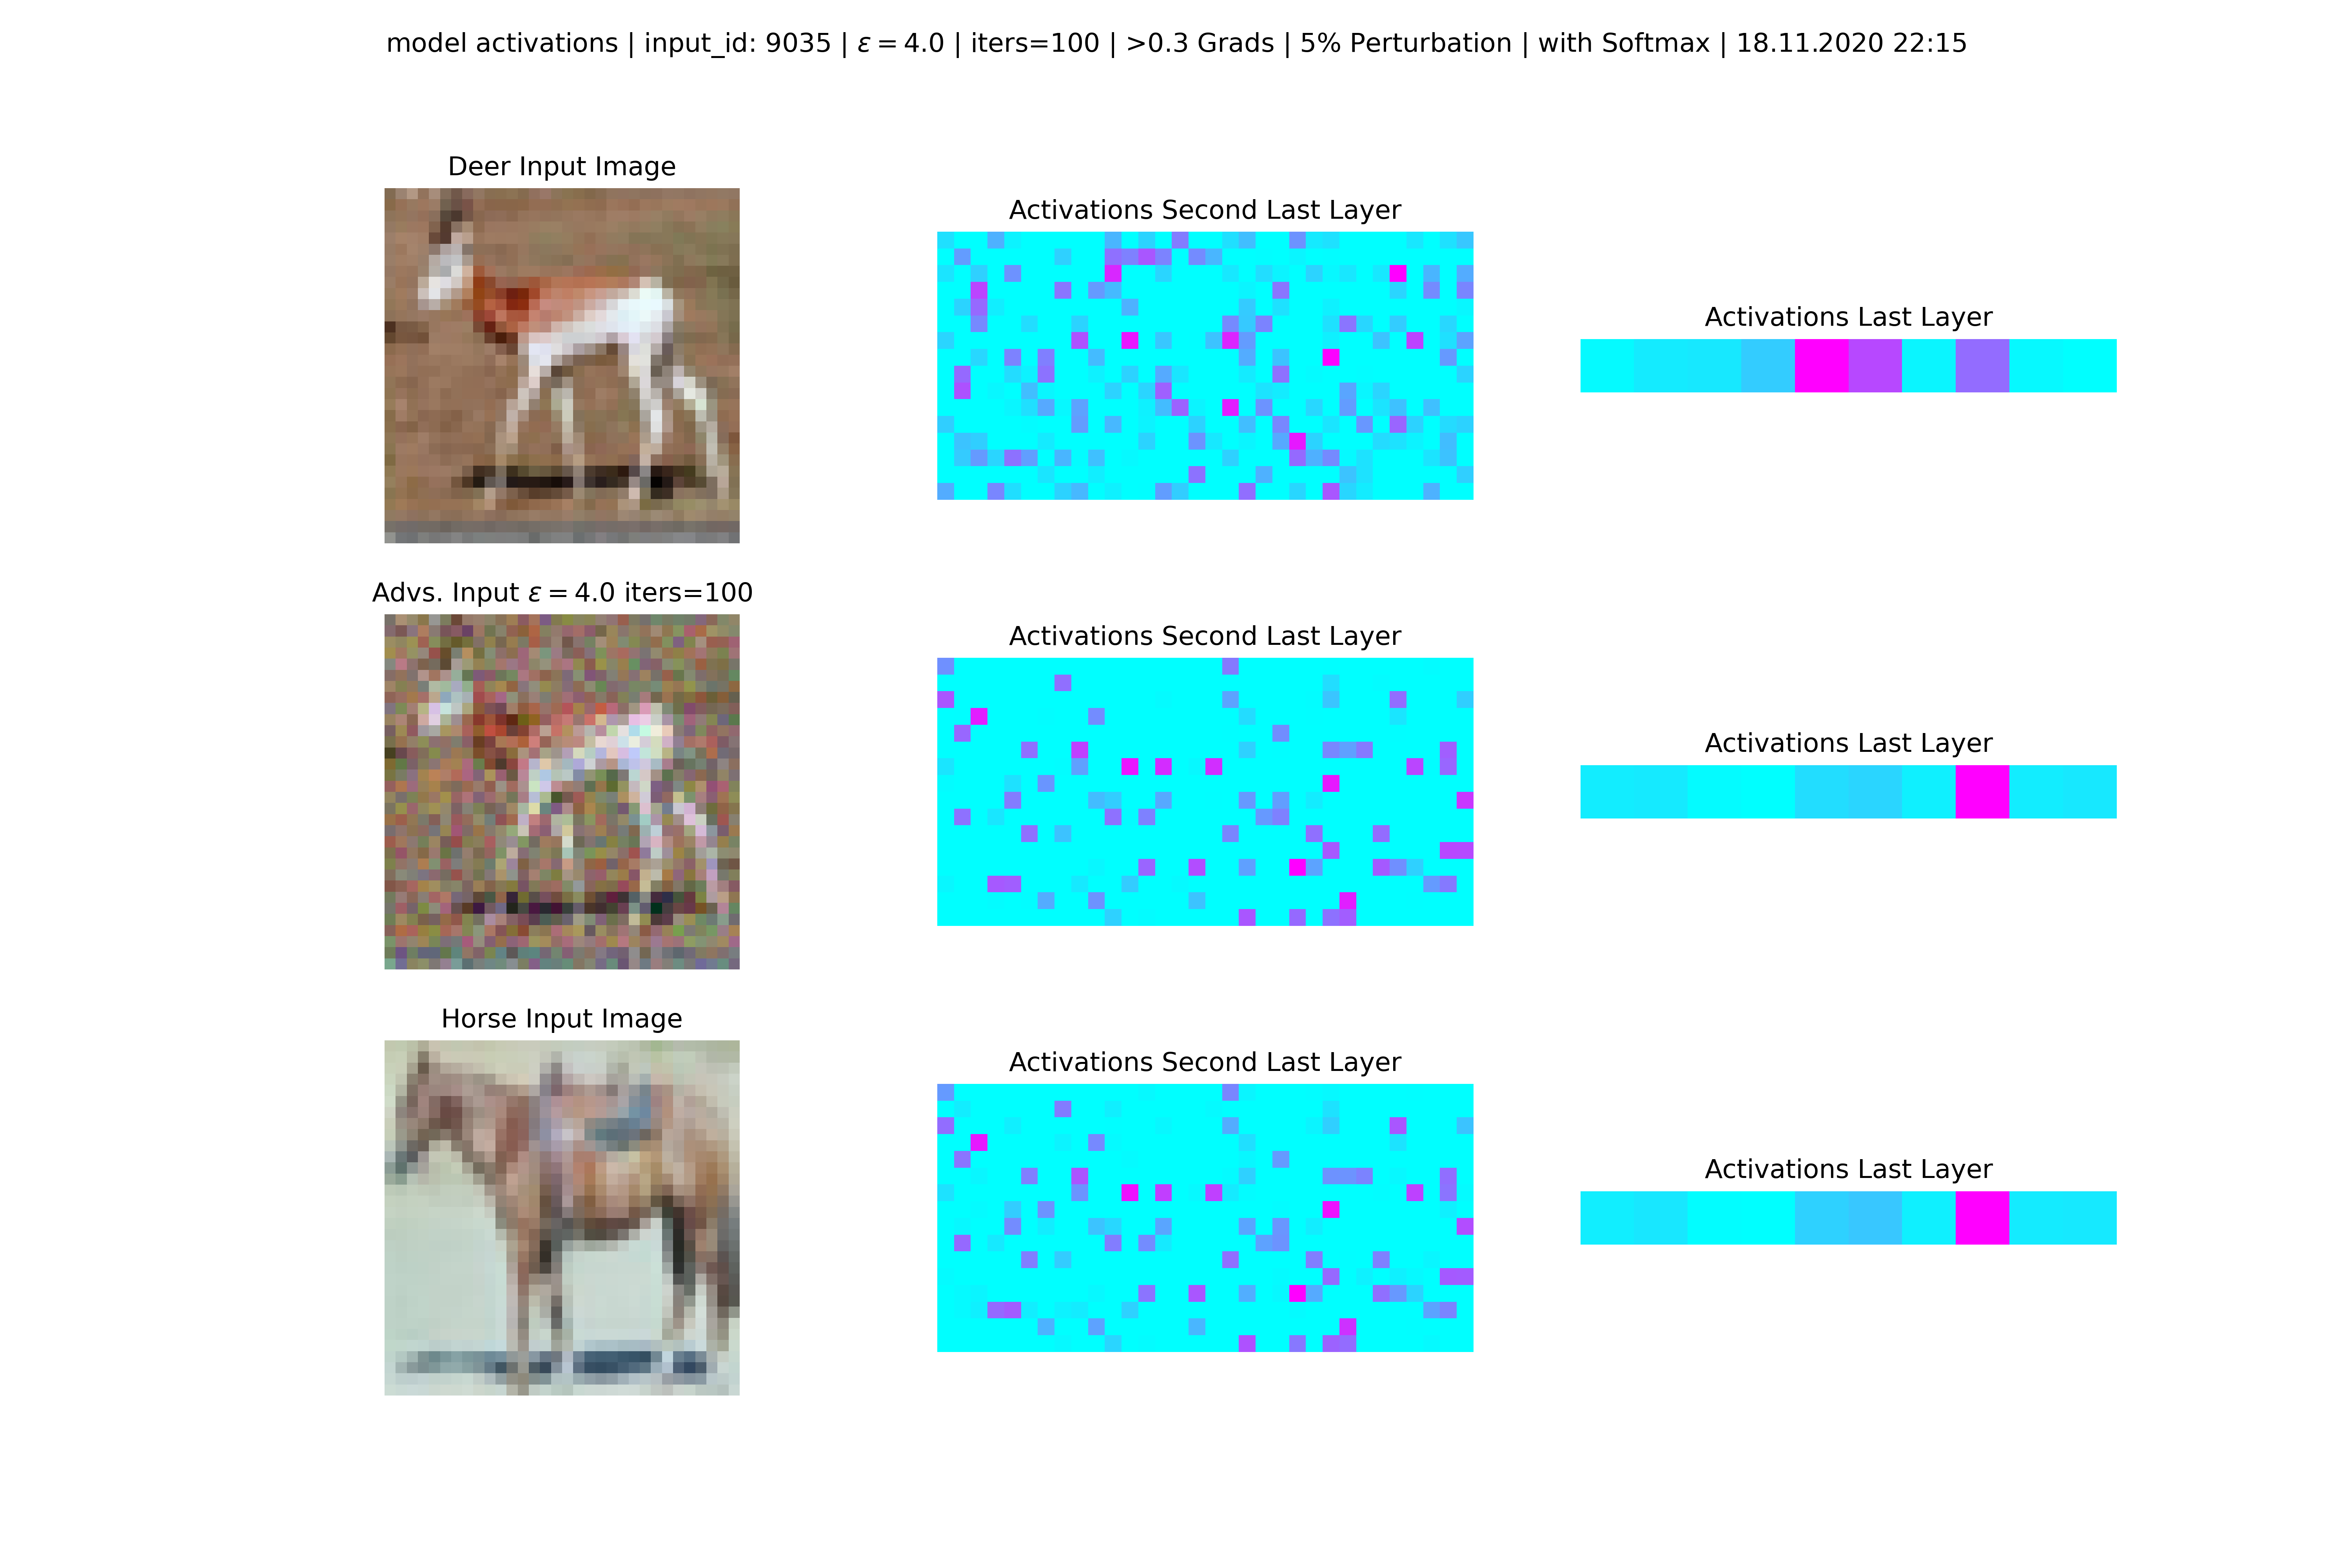 model activations | input_id: 9035 | ε = 4.0 | iters=100 | >0.3 Grads | 5% Perturbation | with Softmax | 18.11.2020 22:15
Deer Input Image
Activations Second Last Layer
Activations Last Layer
Advs. Input ε = 4.0 iters=100
Activations Second Last Layer
Activations Last Layer
Horse Input Image
Activations Second Last Layer
Activations Last Layer